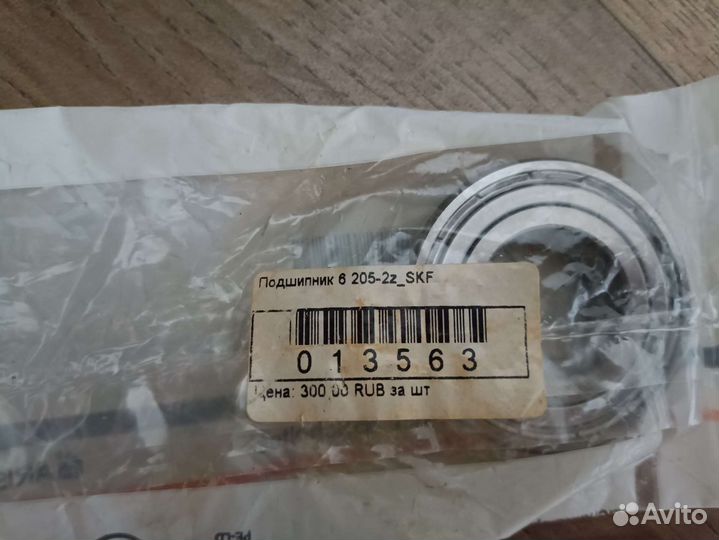 Подшипник 6 205-2z_SKF
013563
Цена: 300,00 RUB за шт
Avito